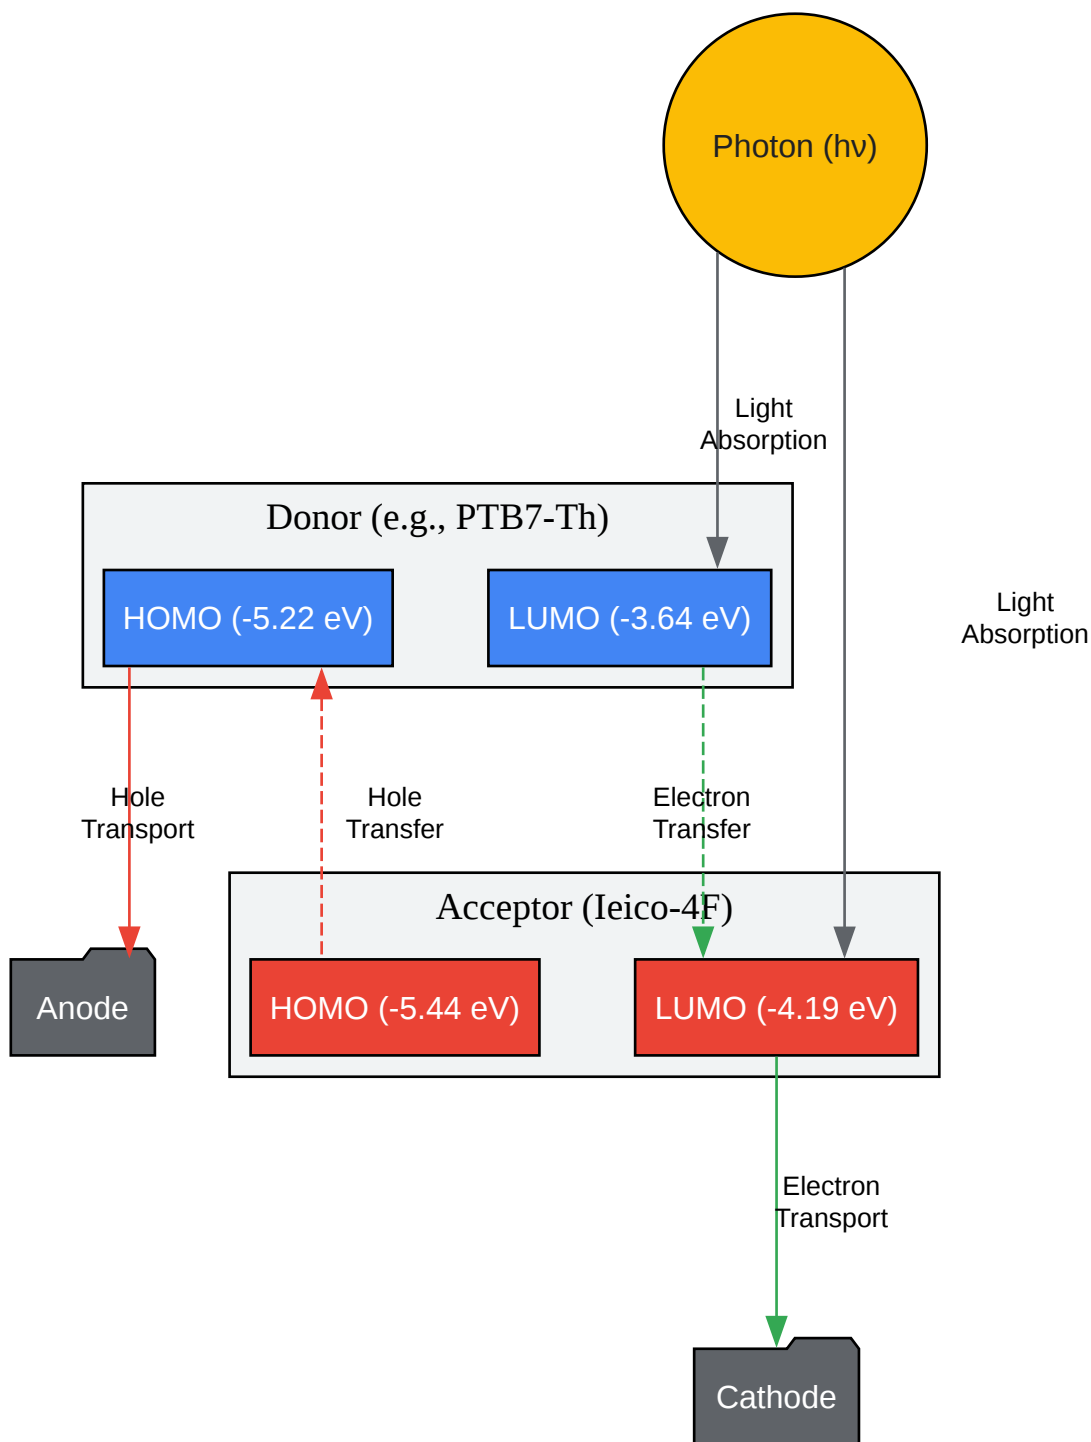 Photon (hν)
Light
Absorption
Donor (e.g., PTB7-Th)
HOMO (-5.22 eV)
LUMO (-3.64 eV)
Light
Absorption
Hole
Transport
Hole
Transfer
Electron
Transfer
Acceptor (Ieico-4F)
Anode
HOMO (-5.44 eV)
LUMO (-4.19 eV)
Electron
Transport
Cathode